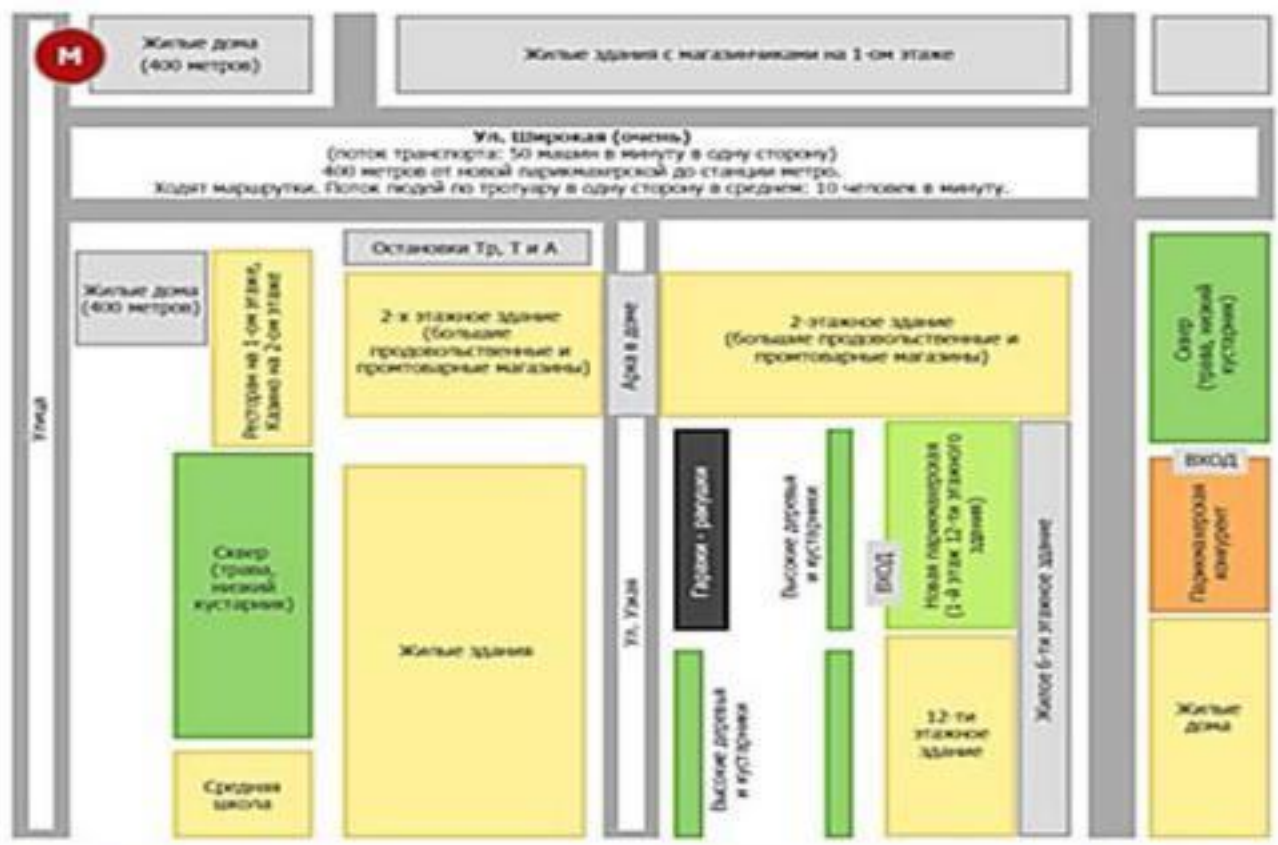 М
Жилые дома
(400 метров)
Жилые здания с магазинчиками на 1-ом этаже
Ул. Широкая (очень)
(поток транспорта: 50 машин в минуту в одну сторону)
400 метров от новой парикмахерской до станции метро.
Ходят маршрутки. Поток людей по тротуару в одну сторону в среднем: 10 человек в минуту.
Остановки Тр, Т и А
Жилые дома
(400 метров)
Ресторан на 1-ом этаже,
Казино на 2-ом этаже
2-х этажное здание
(большие
продовольственные и
промтоварные магазины)
Арка в доме
2-этажное здание
(большие продовольственные и
промтоварные магазины)
Сквер
(трава, низкий
кустарник)
Улица
Сквер
(трава,
низкий
кустарник)
Жилые здания
Ул. Узкая
Гаражи - ракушки
Высокие деревья
и кустарники
ВХОД
Новая парикмахерская
(1-й этаж 12-ти этажного
здания)
Жилое 6-ти этажное здание
ВХОД
Парикмахерская
конкурент
Средняя
школа
Высокие деревья
и кустарники
12-ти
этажное
здание
Жилые
дома